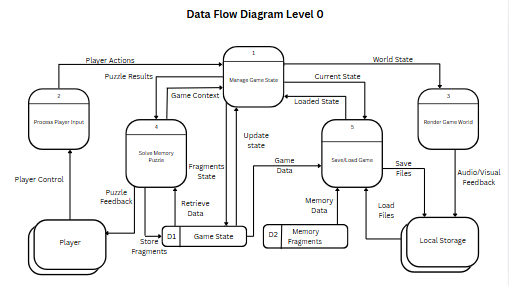 Data Flow Diagram Level 0
1
Manage Game State
Player Actions
World State
Puzzle Results
Current State
Game Context
Loaded State
2
Process Player Input
3
Render Game World
4
Solve Memory
Puzzle
5
Save/Load Game
Update
state
Fragments
State
Game
Data
Save
Files
Player Control
Audio/Visual
Feedback
Puzzle
Feedback
Retrieve
Data
Memory
Data
Load
Files
Store
Fragments
D1
Game State
D2
Memory
Fragments
Player
Local Storage